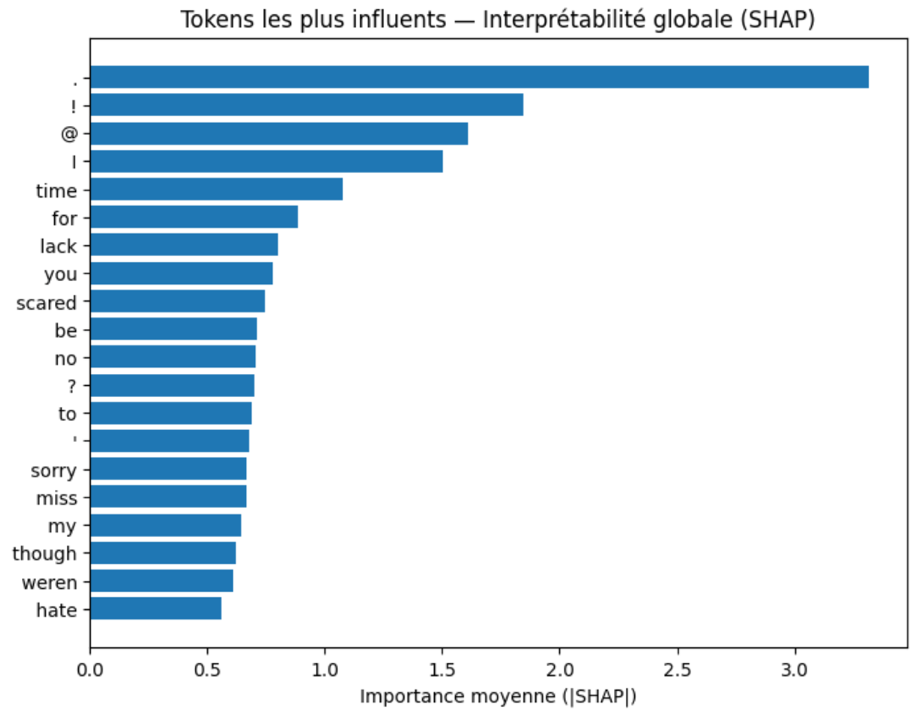 Tokens les plus influents — Interprétabilité globale (SHAP)
.
!
@
I
time
for
lack
you
scared
be
no
?
to
'
sorry
miss
my
though
weren
hate
0.0 0.5 1.0 1.5 2.0 2.5 3.0
Importance moyenne (|SHAP|)